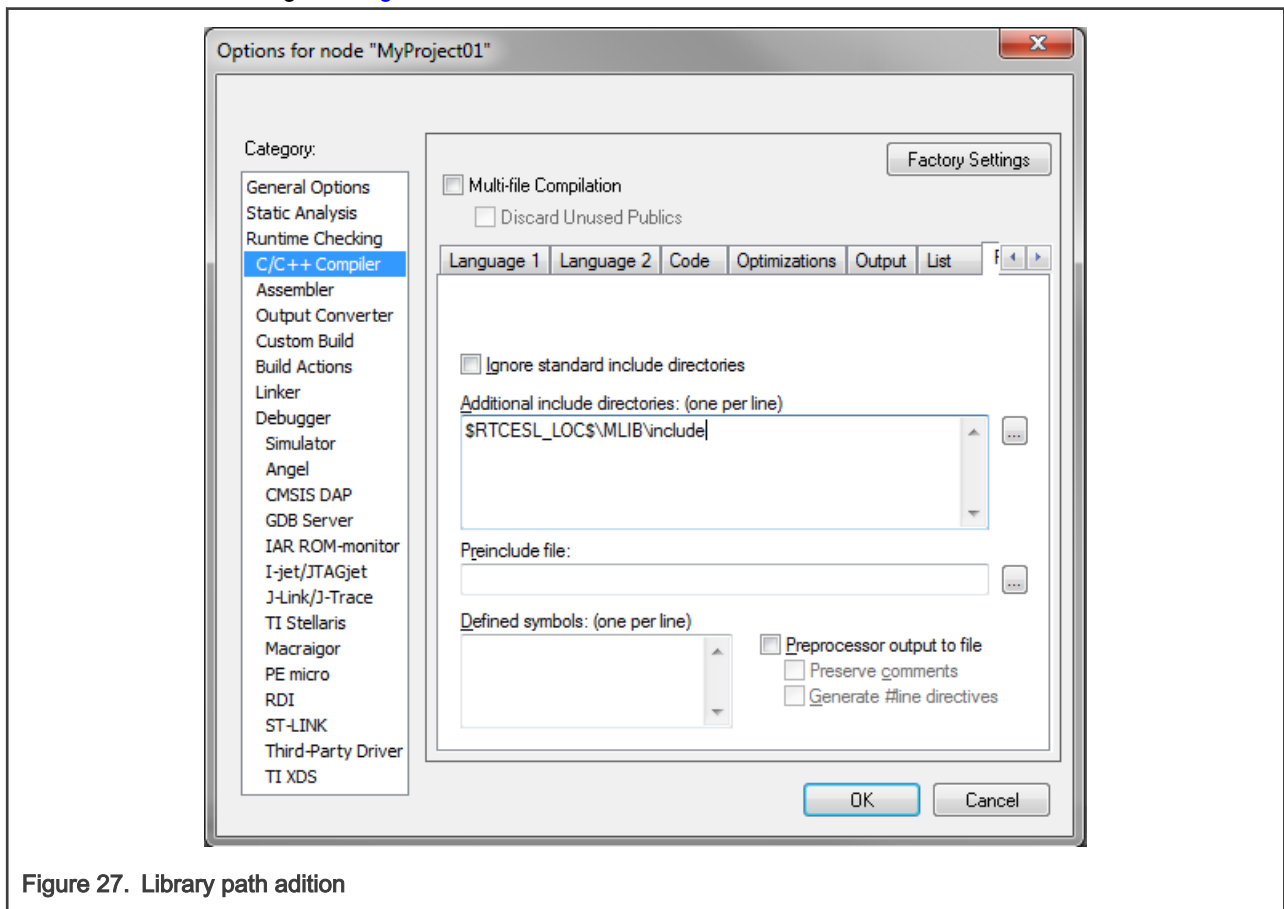 Options for node "MyProject01"
Category:
Factory Settings
General Options
Static Analysis
Runtime Checking
C/C++ Compiler
Assembler
Output Converter
Custom Build
Build Actions
Linker
Debugger
Simulator
Angel
CMSIS DAP
GDB Server
IAR ROM-monitor
I-jet/JTAGjet
J-Link/J-Trace
TI Stellaris
Macraigor
PE micro
RDI
ST-LINK
Third-Party Driver
TI XDS
Multi-file Compilation
Discard Unused Publics
Language 1 Language 2 Code Optimizations Output List
Ignore standard include directories
Additional include directories: (one per line)
$RTCESL_LOC$\MLIB\include
...
Preinclude file:
...
Defined symbols: (one per line)
Preprocessor output to file
Preserve comments
Generate #line directives
OK Cancel
Figure 27. Library path adition